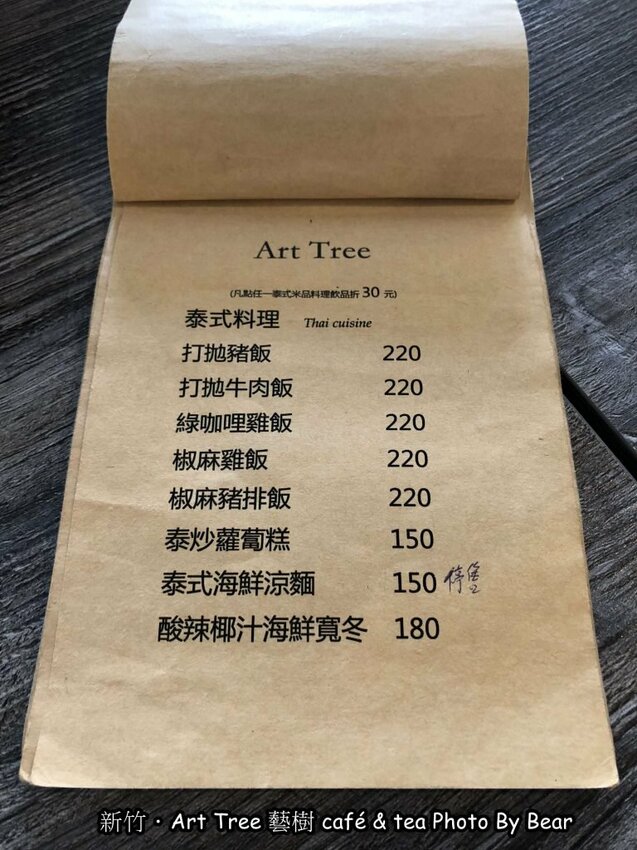 Art Tree
(凡點任一泰式米品料理飲品折 30 元)
泰式料理 Thai cuisine
打拋豬飯 220
打拋牛肉飯 220
綠咖哩雞飯 220
椒麻雞飯 220
椒麻豬排飯 220
泰炒蘿蔔糕 150
泰式海鮮涼麵 150 停售
酸辣椰汁海鮮寬冬 180
新竹・Art Tree 藝樹 café & tea Photo By Bear